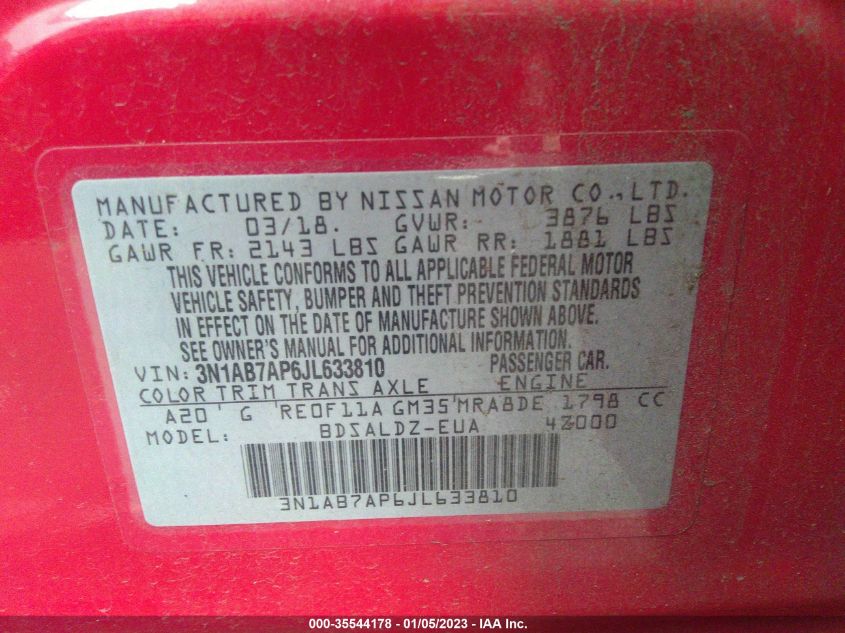 MANUFACTURED BY NISSAN MOTOR CO., LTD.
DATE: 03/18. GVWR: 3876 LBS
GAWR FR: 2143 LBS GAWR RR: 1881 LBS
THIS VEHICLE CONFORMS TO ALL APPLICABLE FEDERAL MOTOR
VEHICLE SAFETY, BUMPER AND THEFT PREVENTION STANDARDS
IN EFFECT ON THE DATE OF MANUFACTURE SHOWN ABOVE.
SEE OWNER'S MANUAL FOR ADDITIONAL INFORMATION.
VIN: 3N1AB7AP6JL633810 PASSENGER CAR.
COLOR TRIM TRANS AXLE ENGINE
A20 G RE0F11A GM35 MRA8DE 1798 CC
MODEL: BDSALDZ-EUA 4Z000
3N1AB7AP6JL633810
000-35544178 | 01/05/2023 - IAA Inc.